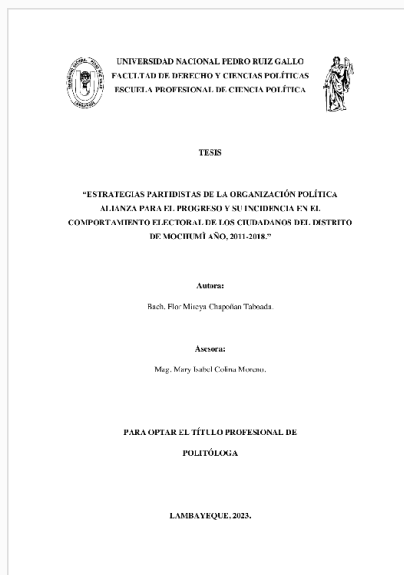 UNIVERSIDAD NACIONAL PEDRO RUIZ GALLO
FACULTAD DE DERECHO Y CIENCIAS POLÍTICAS
ESCUELA PROFESIONAL DE CIENCIA POLÍTICA
TESIS
“ESTRATEGIAS PARTIDISTAS DE LA ORGANIZACIÓN POLÍTICA
ALIANZA PARA EL PROGRESO Y SU INCIDENCIA EN EL
COMPORTAMIENTO ELECTORAL DE LOS CIUDADANOS DEL DISTRITO
DE MOCHUMÌ AÑO, 2011-2018.”
Autora:
Bach. Flor Mireya Chapoñan Taboada.
Asesora:
Mag. Mary Isabel Colina Moreno.
PARA OPTAR EL TÍTULO PROFESIONAL DE
POLITÓLOGA
LAMBAYEQUE, 2023.